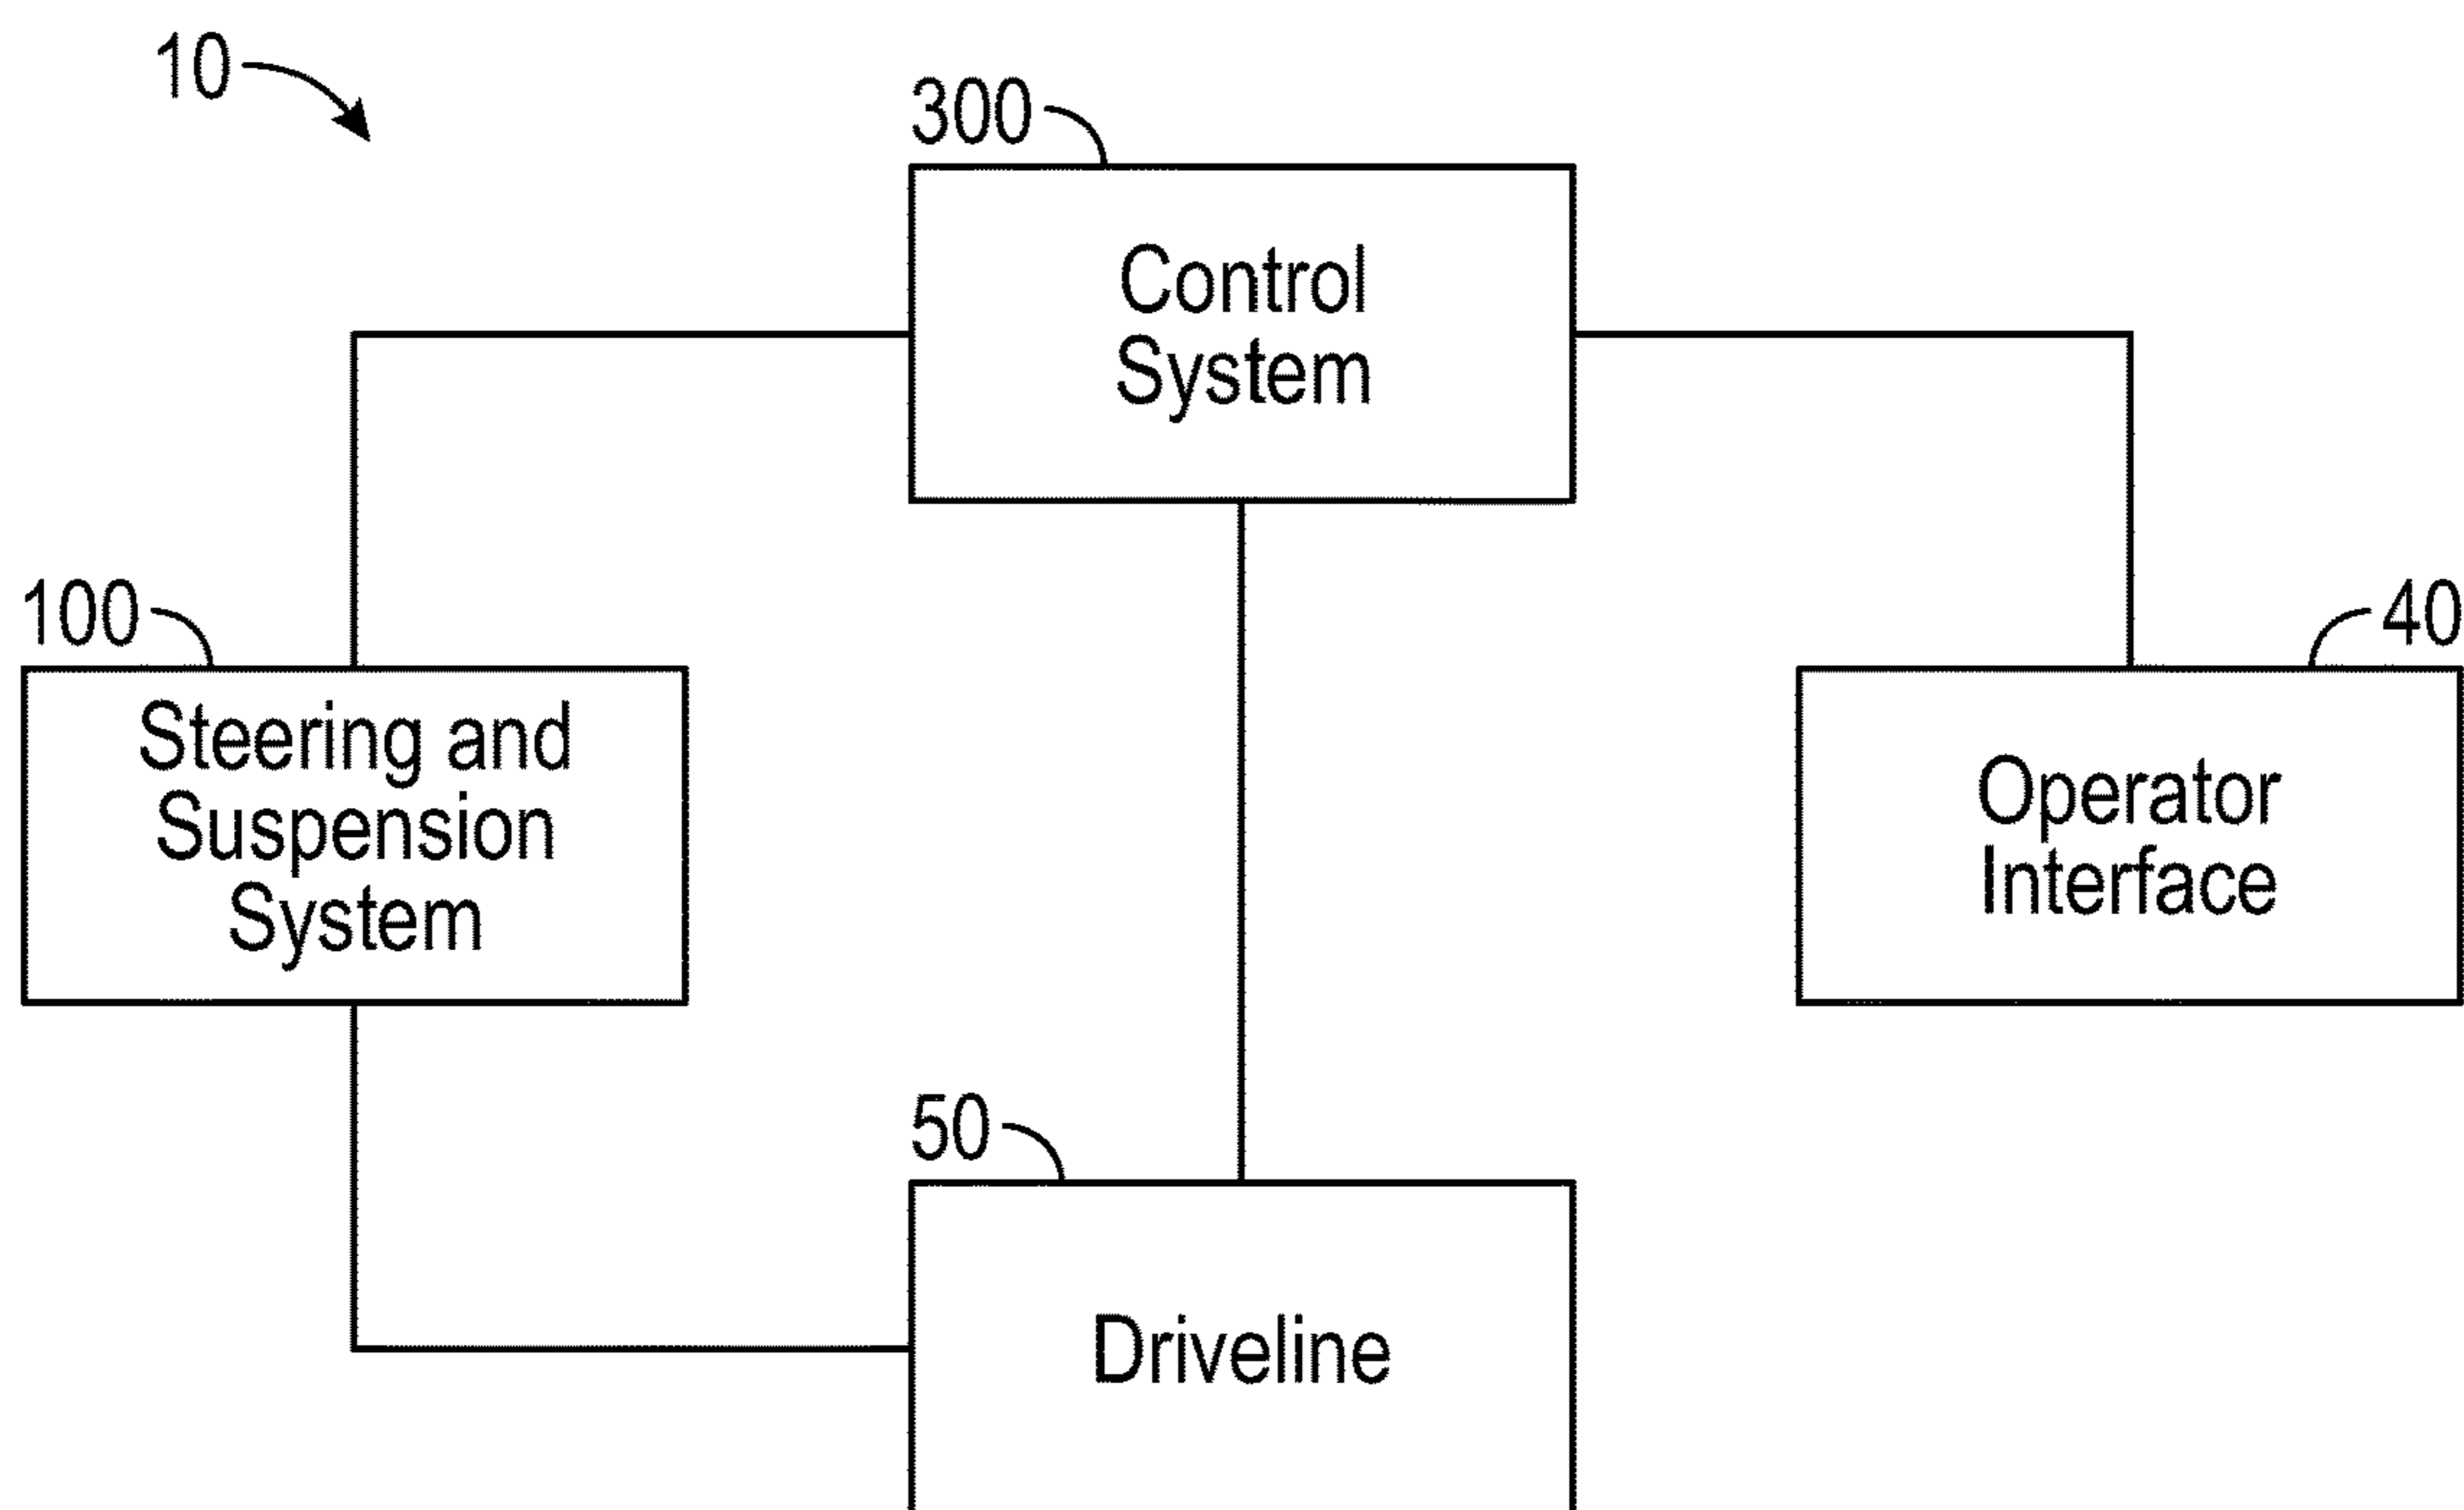 10
300
Control
System
100
Steering and
Suspension
System
40
Operator
Interface
50
Driveline